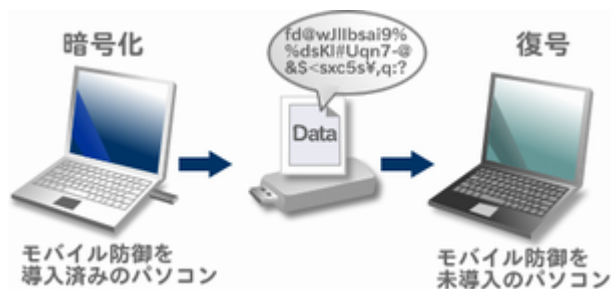 暗号化
fd@wJIlbsai9%
%dsKl#Uqn7-@
&S<sxc5s¥,q:?
復号
Data
モバイル防御を
導入済みのパソコン
モバイル防御を
未導入のパソコン